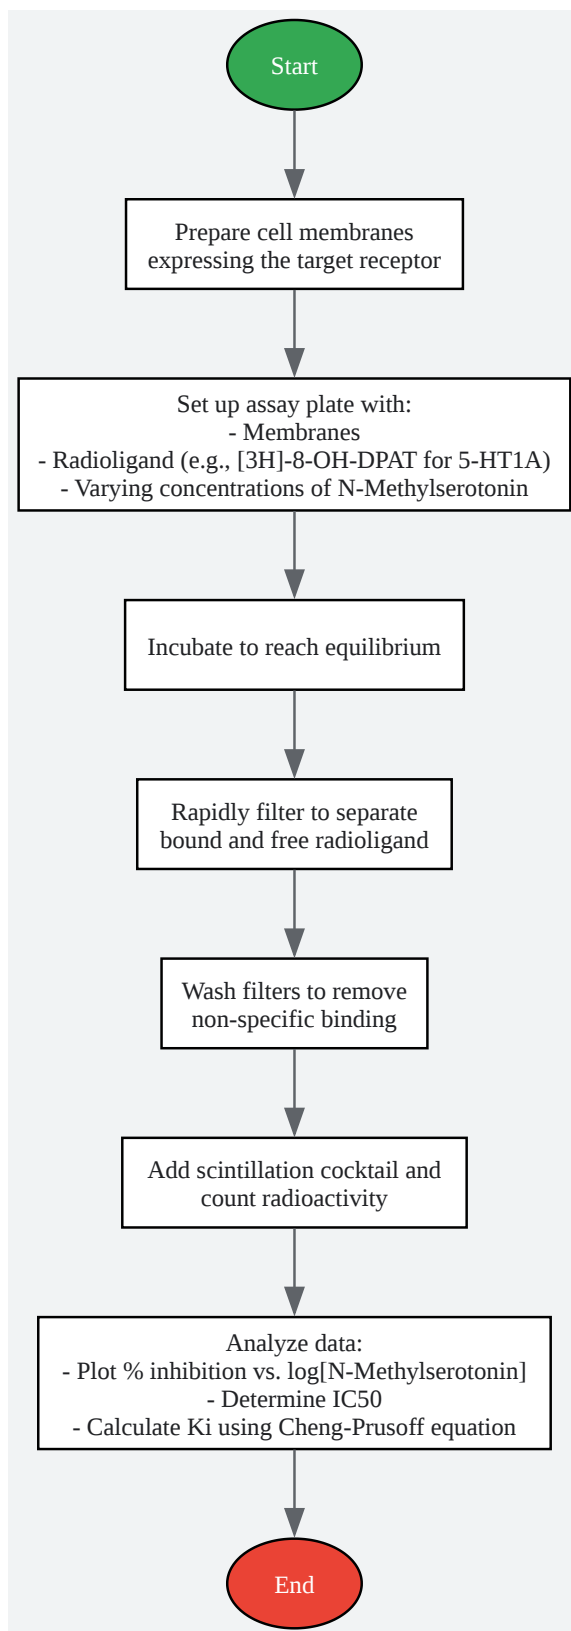 Start
Prepare cell membranes
expressing the target receptor
Set up assay plate with:
- Membranes
- Radioligand (e.g., [3H]-8-OH-DPAT for 5-HT1A)
- Varying concentrations of N-Methylserotonin
Incubate to reach equilibrium
Rapidly filter to separate
bound and free radioligand
Wash filters to remove
non-specific binding
Add scintillation cocktail and
count radioactivity
Analyze data:
- Plot % inhibition vs. log[N-Methylserotonin]
- Determine IC50
- Calculate Ki using Cheng-Prusoff equation
End